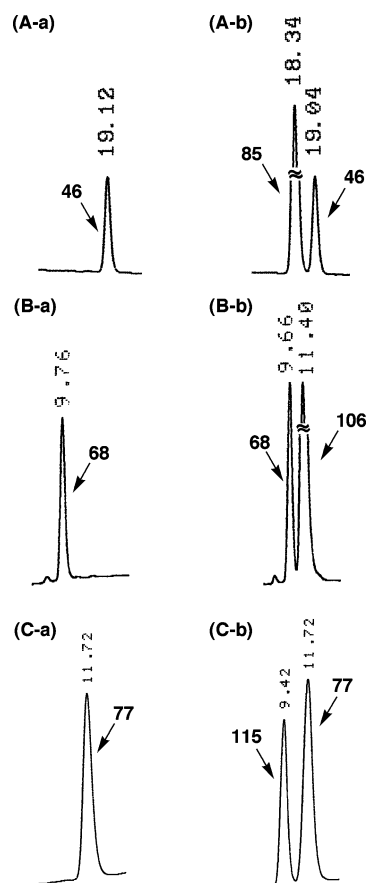 (A-a) (A-b)
19.12 18.34 19.04
46 85 46
(B-a) (B-b)
9.76 9.66 11.40
68 68 106
(C-a) (C-b)
11.72 9.42 11.72
77 115 77